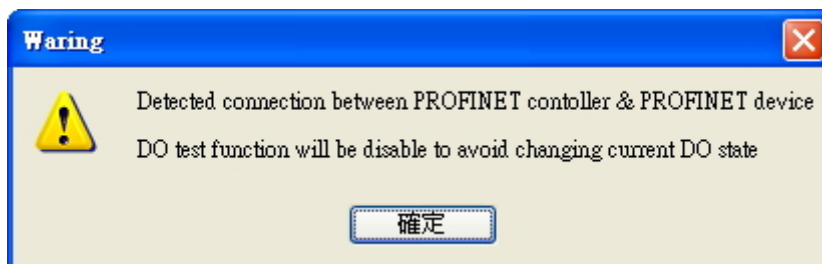 Waring
Detected connection between PROFINET contoller & PROFINET device
DO test function will be disable to avoid changing current DO state
確定